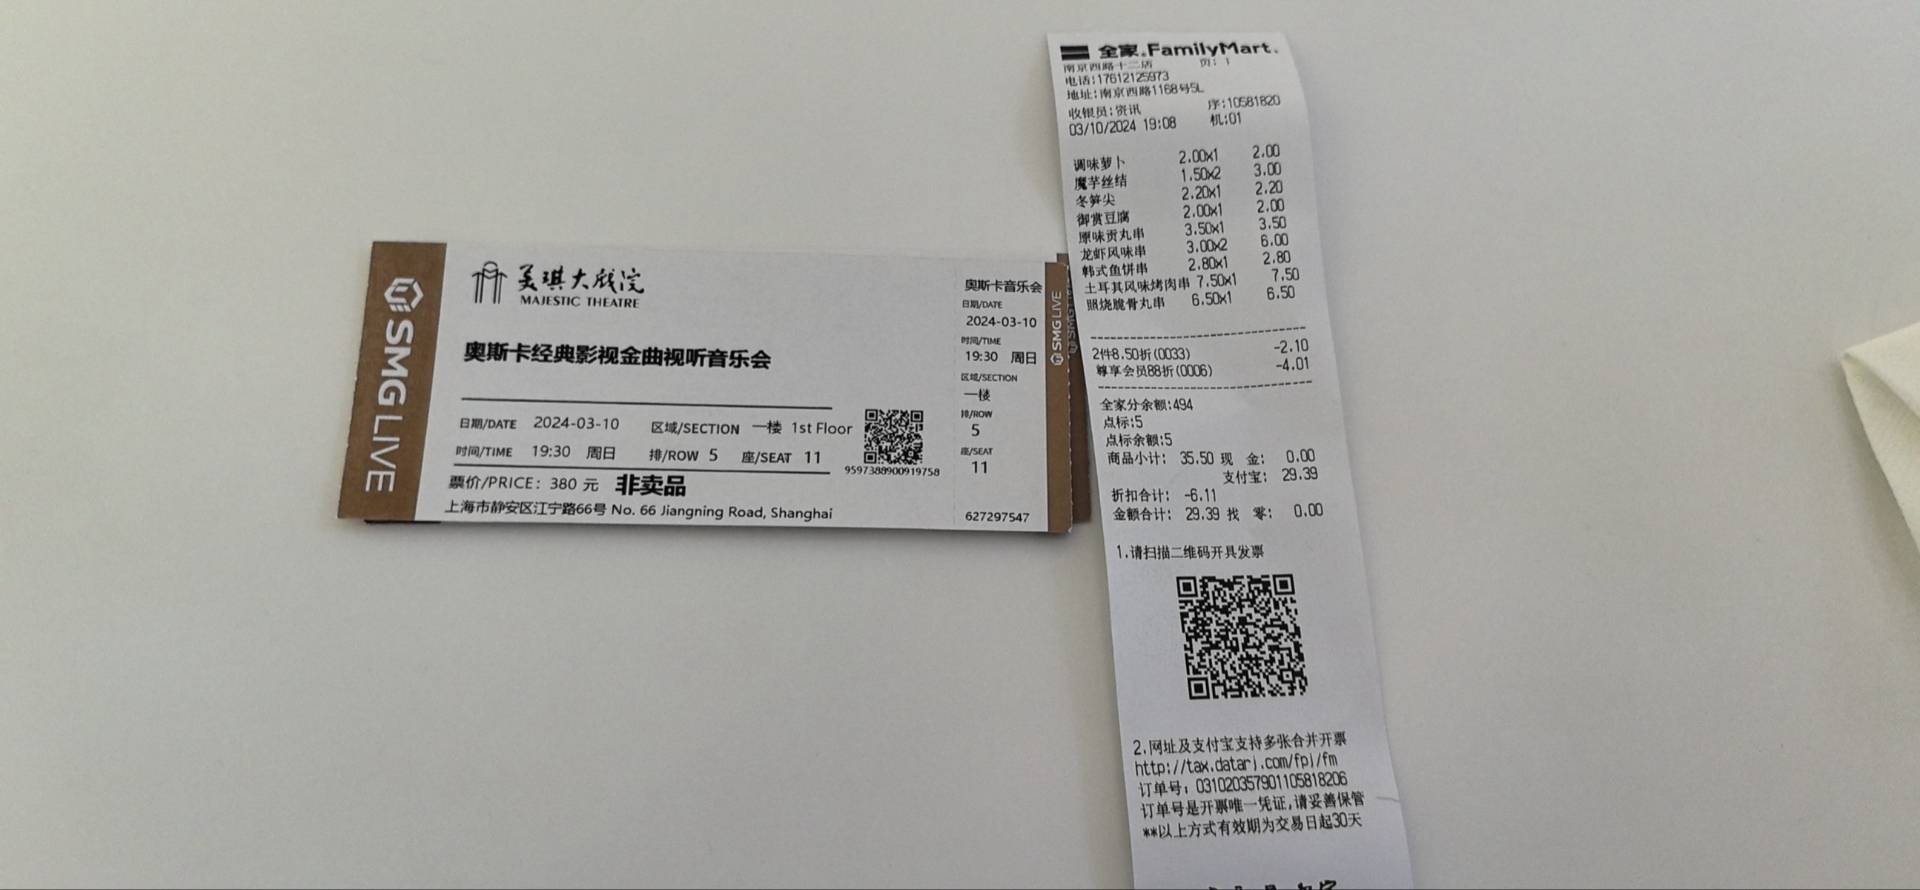 SMG LIVE
美琪大戏院
MAJESTIC THEATRE
奥斯卡经典影视金曲视听音乐会
日期/DATE 2024-03-10 区域/SECTION 一楼 1st Floor
时间/TIME 19:30 周日 排/ROW 5 座/SEAT 11
9597388900919758
票价/PRICE: 380 元 非卖品
上海市静安区江宁路66号 No. 66 Jiangning Road, Shanghai
奥斯卡音乐会
日期/DATE
2024-03-10
时间/TIME
19:30 周日
区域/SECTION
一楼
排/ROW
5
座/SEAT
11
627297547
SMG LIVE
SMG LIVE
全家 FamilyMart
南京西路十二店 页: 1
电话:17612125973
地址:南京西路1168号5L
收银员:资讯 序:10581820
03/10/2024 19:08 机:01
调味萝卜 2.00x1 2.00
魔芋丝结 1.50x2 3.00
冬笋尖 2.20x1 2.20
御赏豆腐 2.00x1 2.00
原味贡丸串 3.50x1 3.50
龙虾风味串 3.00x2 6.00
韩式鱼饼串 2.80x1 2.80
土耳其风味烤肉串 7.50x1 7.50
照烧脆骨丸串 6.50x1 6.50
2件8.50折(0033) -2.10
尊享会员88折(0006) -4.01
全家分余额:494
点标:5
点标余额:5
商品小计: 35.50 现 金: 0.00
支付宝: 29.39
折扣合计: -6.11
金额合计: 29.39 找 零: 0.00
1.请扫描二维码开具发票
2.网址及支付宝支持多张合并开票
http://tax.datarj.com/fpj/fm
订单号: 031020357901105818206
订单号是开票唯一凭证,请妥善保管
**以上方式有效期为交易日起30天